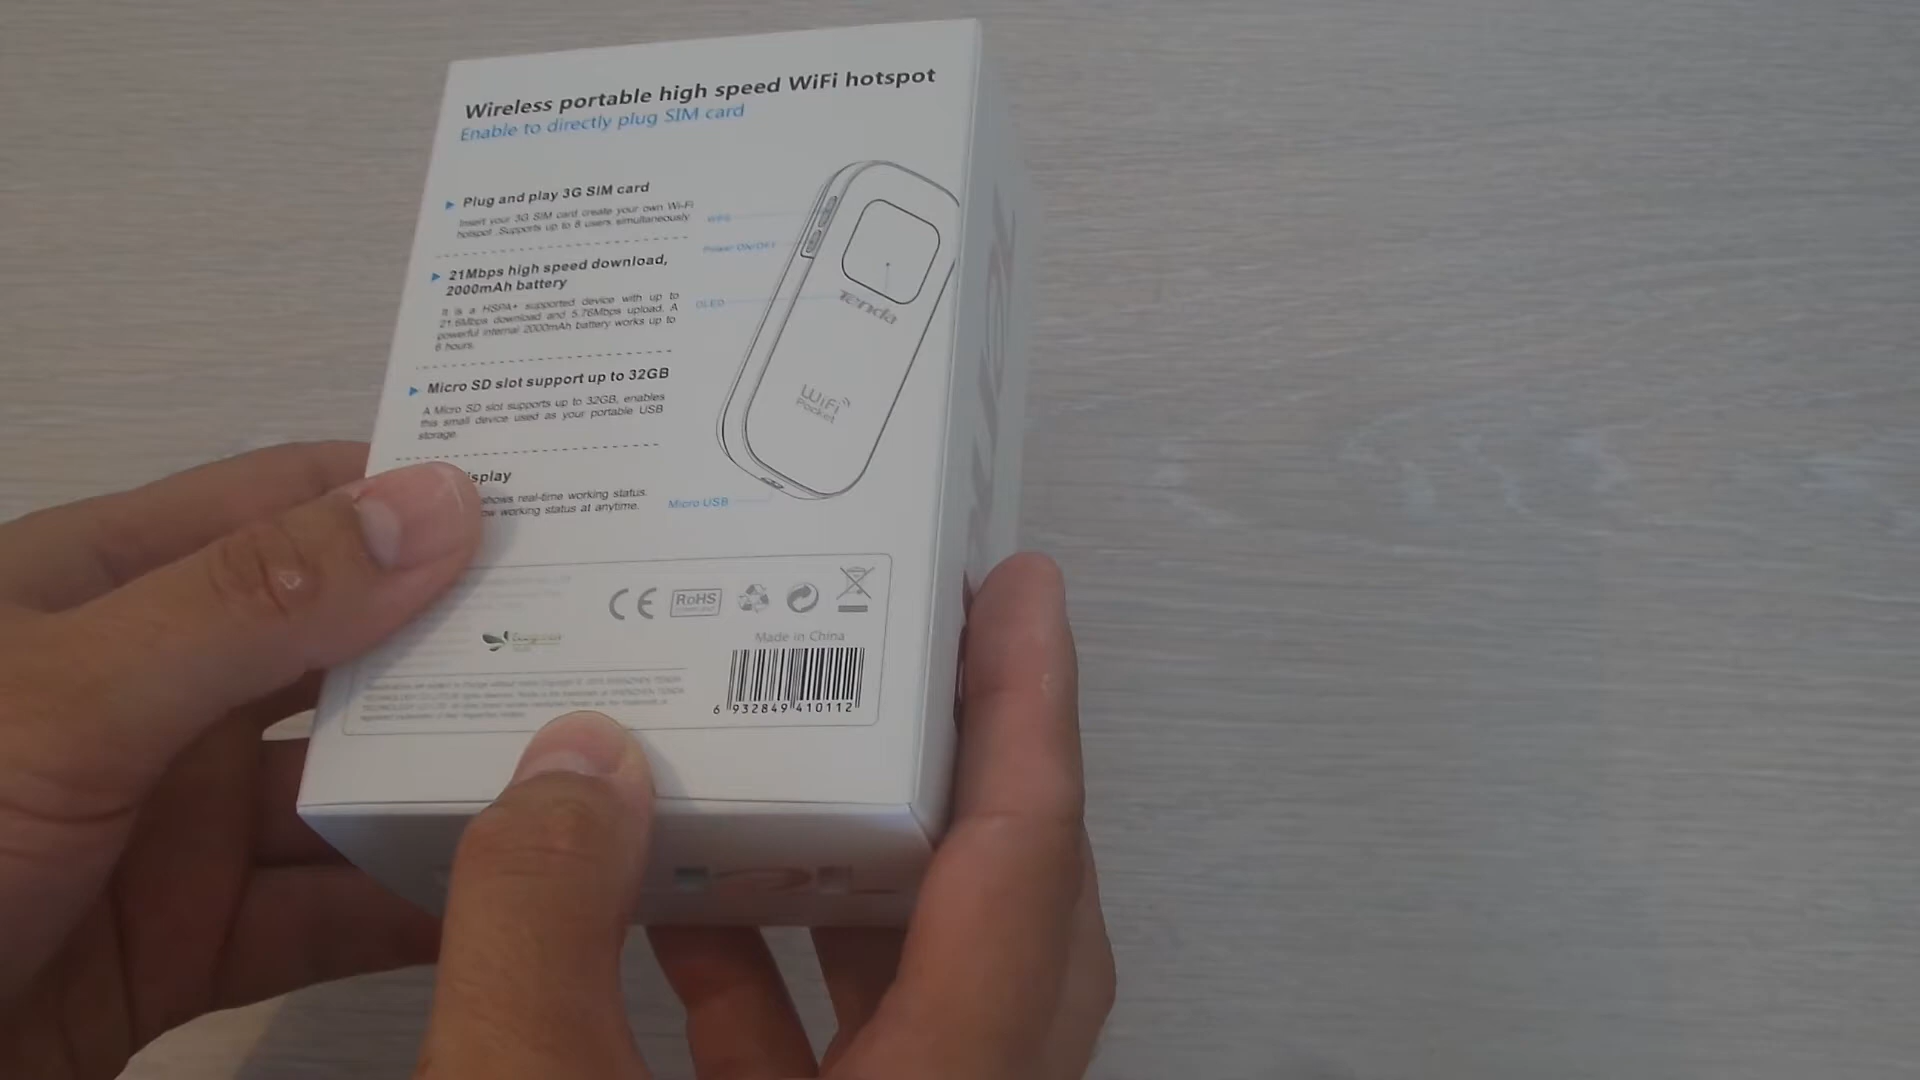 Wireless portable high speed WiFi hotspot
Enable to directly plug SIM card
Plug and play 3G SIM card
Insert your 3G SIM card create your own Wi-Fi
hotspot .Supports up to 8 users simultaneously
21Mbps high speed download,
2000mAh battery
It is a HSPA+ supported device with up to
21.6Mbps download and 5.76Mbps upload. A
powerful internal 2000mAh battery works up to
6 hours.
Micro SD slot support up to 32GB
A Micro SD slot supports up to 32GB, enables
this small device used as your portable USB
storage.
isplay
shows real-time working status.
ow working status at anytime.
WPS
Power ON/OFF
OLED
Tenda
WiFi
Pocket
Micro USB
CE
RoHS
Made in China
6 932849 410112